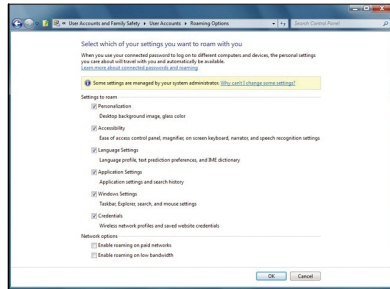 « User Accounts and Family Safety ▸ User Accounts ▸ Roaming Options
Search Control Panel
Select which of your settings you want to roam with you
When you use your connected password to log on to different computers and devices, the personal settings
you care about will travel with you and automatically be available.
Learn more about connected passwords and roaming
Some settings are managed by your system administrator. Why can't I change some settings?
Settings to roam
Personalization
Desktop background image, glass color
Accessibility
Ease of access control panel, magnifier, on screen keyboard, narrator, and speech recognition settings
Language Settings
Language profile, text prediction preferences, and IME dictionary
Application Settings
Application settings and search history
Windows Settings
Taskbar, Explorer, search, and mouse settings
Credentials
Wireless network profiles and saved website credentials
Network options
Enable roaming on paid networks
Enable roaming on low bandwidth
OK Cancel